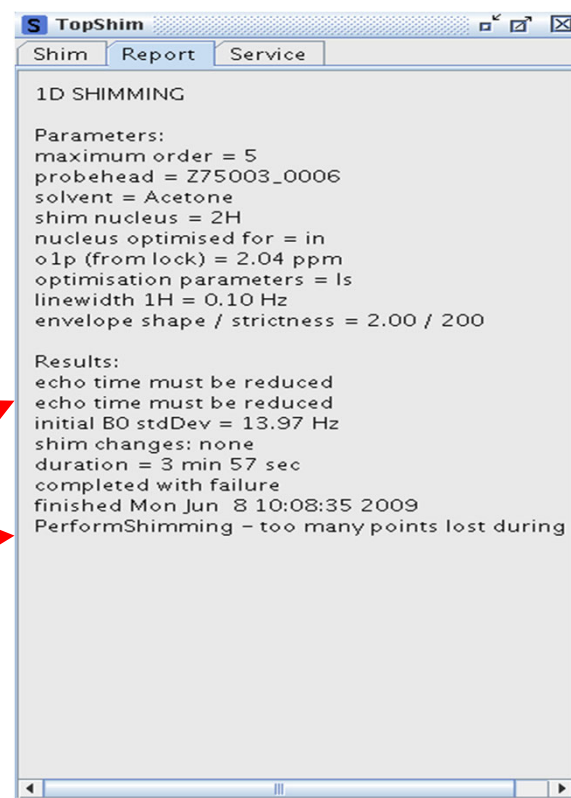 S TopShim
Shim Report Service
1D SHIMMING
Parameters:
maximum order = 5
probehead = Z75003_0006
solvent = Acetone
shim nucleus = 2H
nucleus optimised for = in
o1p (from lock) = 2.04 ppm
optimisation parameters = ls
linewidth 1H = 0.10 Hz
envelope shape / strictness = 2.00 / 200
Results:
echo time must be reduced
echo time must be reduced
initial B0 stdDev = 13.97 Hz
shim changes: none
duration = 3 min 57 sec
completed with failure
finished Mon Jun  8 10:08:35 2009
PerformShimming – too many points lost during